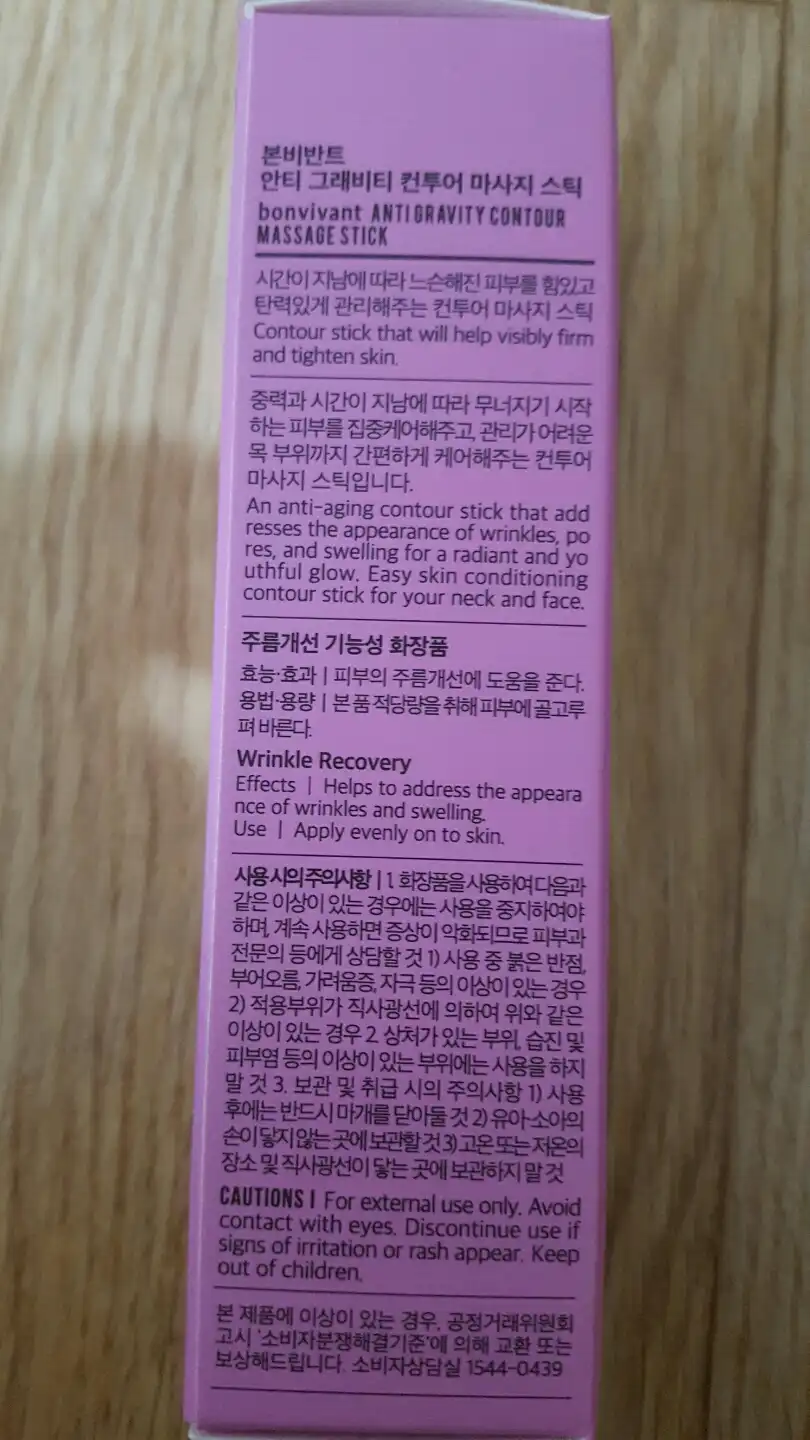 본비반트
안티 그래비티 컨투어 마사지 스틱
bonvivant ANTI GRAVITY CONTOUR
MASSAGE STICK
시간이 지남에 따라 느슨해진 피부를 힘있고
탄력있게 관리해주는 컨투어 마사지 스틱
Contour stick that will help visibly firm
and tighten skin.
중력과 시간이 지남에 따라 무너지기 시작
하는 피부를 집중케어해주고, 관리가 어려운
목 부위까지 간편하게 케어해주는 컨투어
마사지 스틱입니다.
An anti-aging contour stick that add
resses the appearance of wrinkles, po
res, and swelling for a radiant and yo
uthful glow. Easy skin conditioning
contour stick for your neck and face.
주름개선 기능성 화장품
효능·효과 | 피부의 주름개선에 도움을 준다.
용법·용량 | 본 품 적당량을 취해 피부에 골고루
펴 바른다.
Wrinkle Recovery
Effects | Helps to address the appeara
nce of wrinkles and swelling.
Use | Apply evenly on to skin.
사용 시의 주의사항 | 1. 화장품을 사용하여 다음과
같은 이상이 있는 경우에는 사용을 중지하여야
하며, 계속 사용하면 증상이 악화되므로 피부과
전문의 등에게 상담할 것 1) 사용 중 붉은 반점,
부어오름, 가려움증, 자극 등의 이상이 있는 경우
2) 적용부위가 직사광선에 의하여 위와 같은
이상이 있는 경우 2. 상처가 있는 부위, 습진 및
피부염 등의 이상이 있는 부위에는 사용을 하지
말 것 3. 보관 및 취급 시의 주의사항 1) 사용
후에는 반드시 마개를 닫아둘 것 2) 유아·소아의
손이 닿지 않는 곳에 보관할 것 3) 고온 또는 저온의
장소 및 직사광선이 닿는 곳에 보관하지 말 것
CAUTIONS | For external use only. Avoid
contact with eyes. Discontinue use if
signs of irritation or rash appear. Keep
out of children.
본 제품에 이상이 있는 경우, 공정거래위원회
고시 '소비자분쟁해결기준'에 의해 교환 또는
보상해드립니다. 소비자상담실 1544-0439